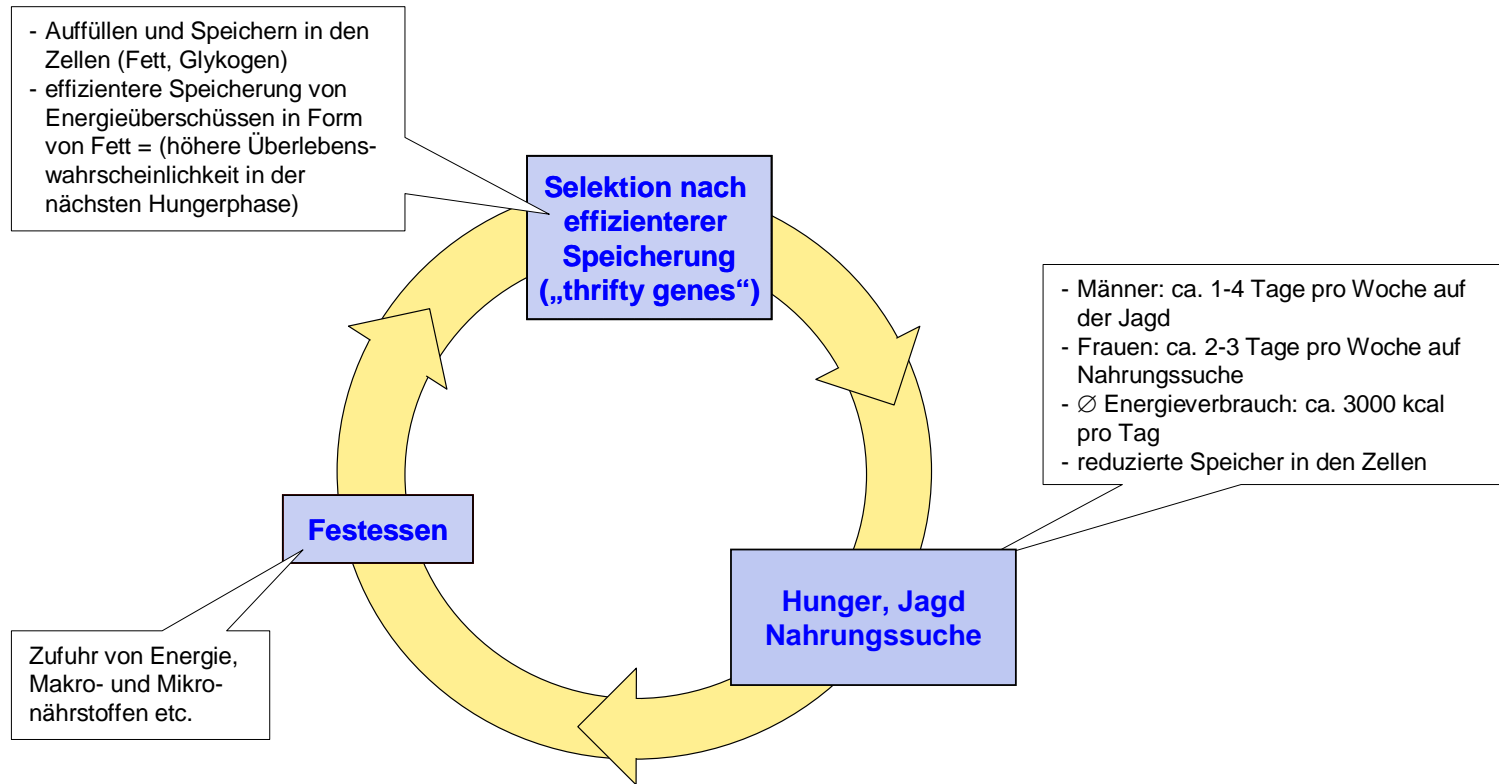 - Auffüllen und Speichern in den
Zellen (Fett, Glykogen)
- effizientere Speicherung von
Energieüberschüssen in Form
von Fett = (höhere Überlebens-
wahrscheinlichkeit in der
nächsten Hungerphase)
Selektion nach
effizienterer
Speicherung
(„thrifty genes“)
- Männer: ca. 1-4 Tage pro Woche auf
der Jagd
- Frauen: ca. 2-3 Tage pro Woche auf
Nahrungssuche
- ∅ Energieverbrauch: ca. 3000 kcal
pro Tag
- reduzierte Speicher in den Zellen
Festessen
Hunger, Jagd
Nahrungssuche
Zufuhr von Energie,
Makro- und Mikro-
nährstoffen etc.